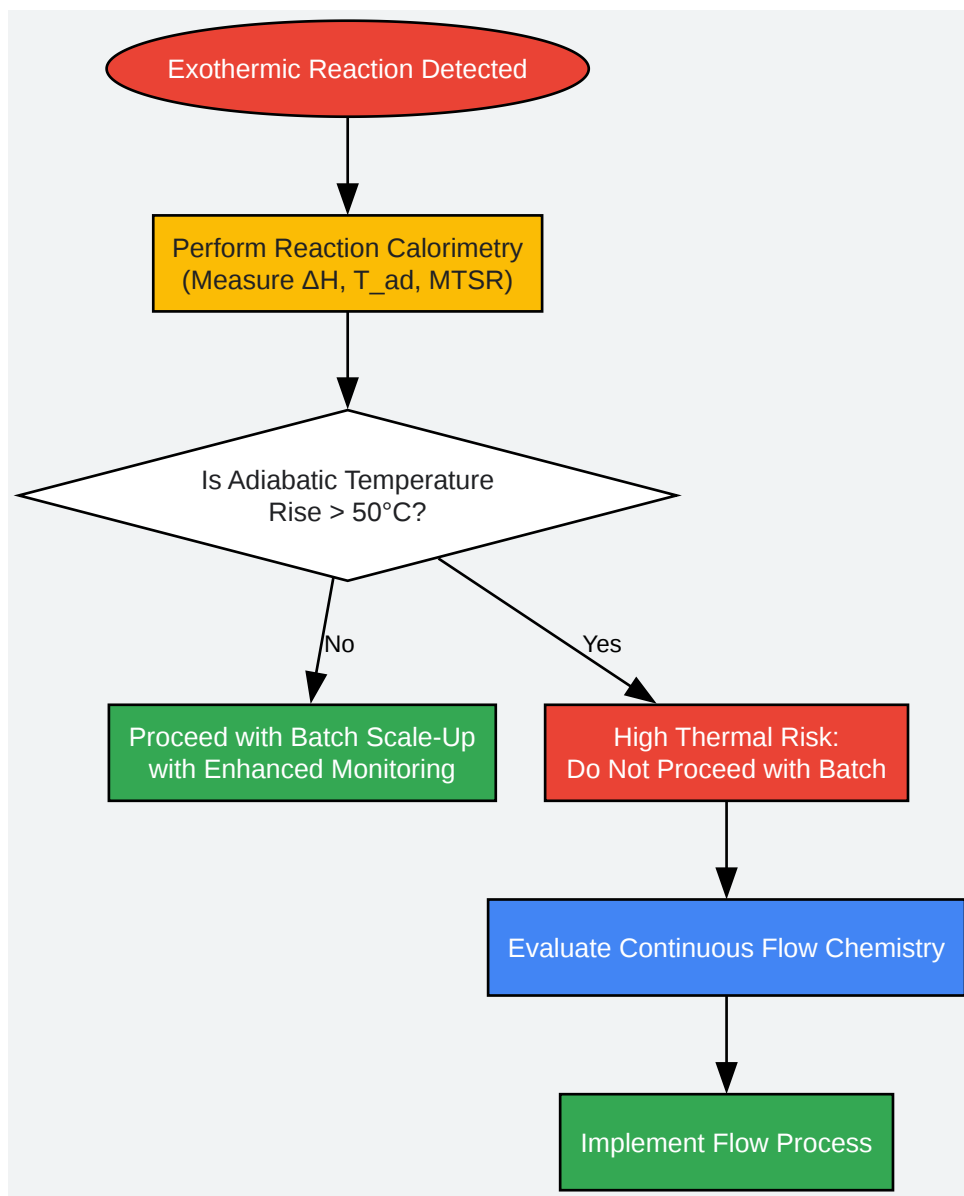 Exothermic Reaction Detected
Perform Reaction Calorimetry
(Measure ΔH, T_ad, MTSR)
Is Adiabatic Temperature
Rise > 50°C?
No
Yes
Proceed with Batch Scale-Up
with Enhanced Monitoring
High Thermal Risk:
Do Not Proceed with Batch
Evaluate Continuous Flow Chemistry
Implement Flow Process